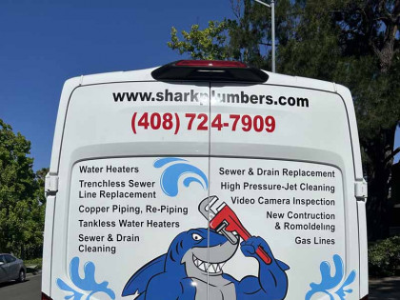 www.sharkplumbers.com
(408) 724-7909
Water Heaters
Trenchless Sewer
Line Replacement
Copper Piping, Re-Piping
Tankless Water Heaters
Sewer & Drain
Cleaning
Sewer & Drain Replacement
High Pressure-Jet Cleaning
Video Camera Inspection
New Contruction
& Romoldeling
Gas Lines